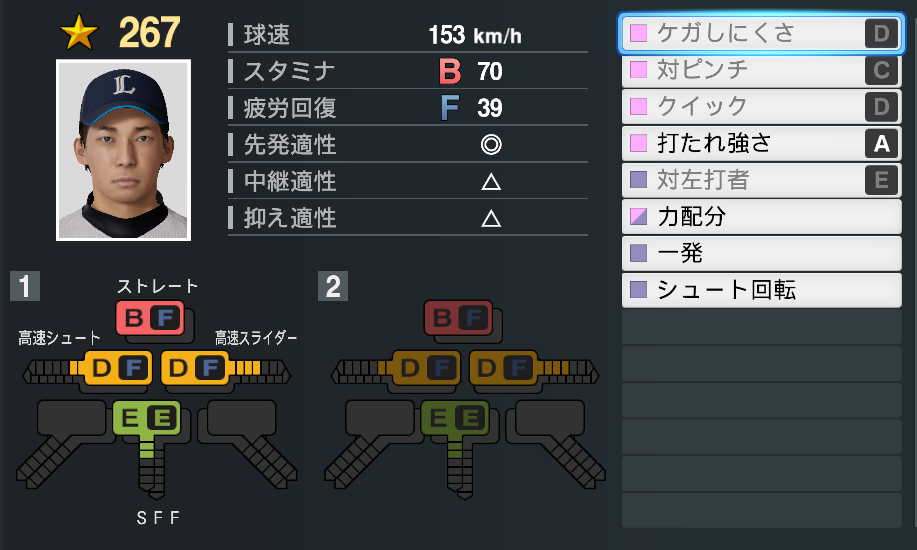 267
球速 153 km/h
スタミナ B 70
疲労回復 F 39
先発適性 ◎
中継適性 △
抑え適性 △
ケガしにくさ D
対ピンチ C
クイック D
打たれ強さ A
対左打者 E
力配分
一発
シュート回転
1
ストレート
B F
高速シュート
D F
高速スライダー
D F
E E
SFF
2
B F
D F
D F
E E
L